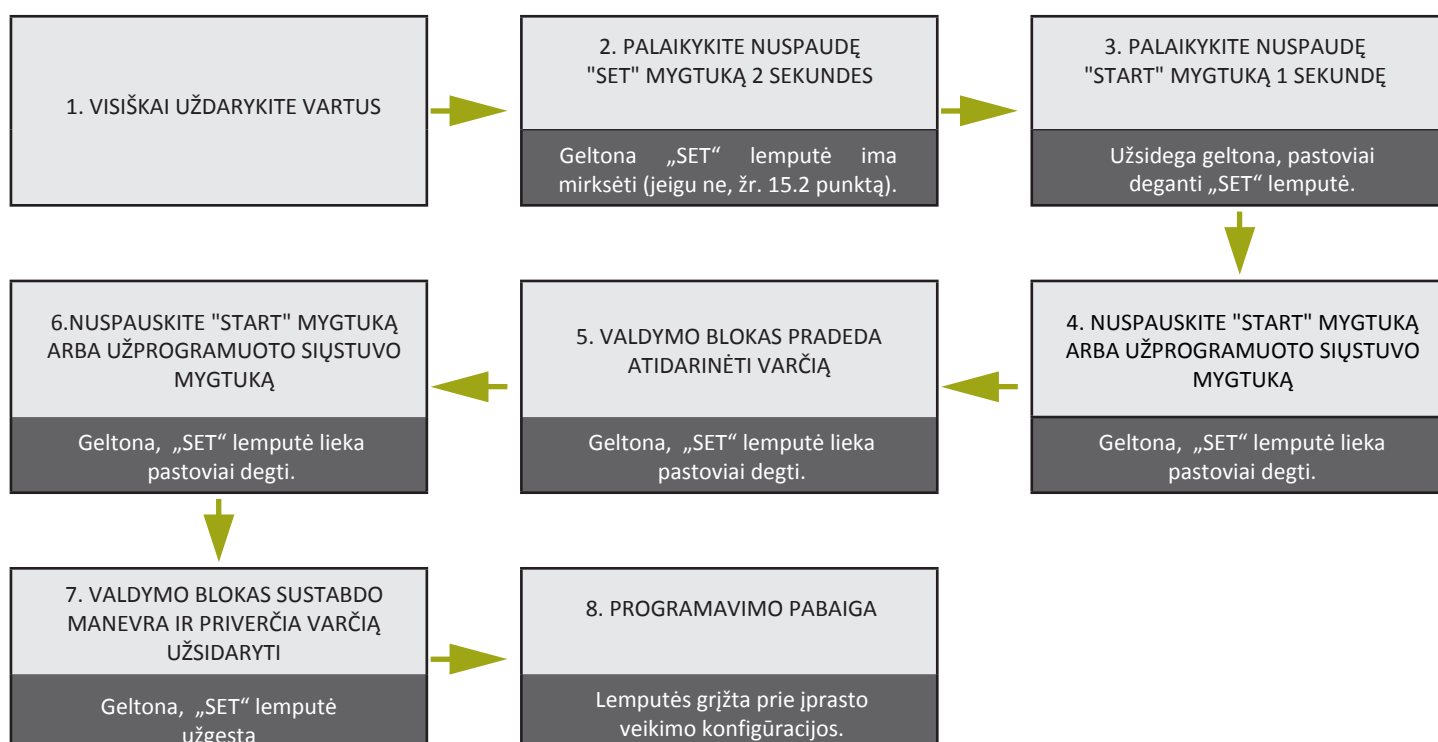 1. VISIŠKAI UŽDARYKITE VARTUS
2. PALAIKYKITE NUSPAUDĘ
"SET" MYGTUKĄ 2 SEKUNDES
Geltona „SET“ lemputė ima
mirksėti (jeigu ne, žr. 15.2 punktą).
3. PALAIKYKITE NUSPAUDĘ
"START" MYGTUKĄ 1 SEKUNDĘ
Užsidega geltona, pastoviai
deganti „SET“ lemputė.
4. NUSPAUSKITE "START" MYGTUKĄ
ARBA UŽPROGRAMUOTO SIŲSTUVO
MYGTUKĄ
Geltona, „SET“ lemputė lieka
pastoviai degti.
5. VALDYMO BLOKAS PRADEDA
ATIDARINĖTI VARČIĄ
Geltona, „SET“ lemputė lieka
pastoviai degti.
6.NUSPAUSKITE "START" MYGTUKĄ
ARBA UŽPROGRAMUOTO SIŲSTUVO
MYGTUKĄ
Geltona, „SET“ lemputė lieka
pastoviai degti.
7. VALDYMO BLOKAS SUSTABDO
MANEVRA IR PRIVERČIA VARČIĄ
UŽSIDARYTI
Geltona, „SET“ lemputė
užgesta
8. PROGRAMAVIMO PABAIGA
Lemputės grįžta prie įprasto
veikimo konfigūracijos.